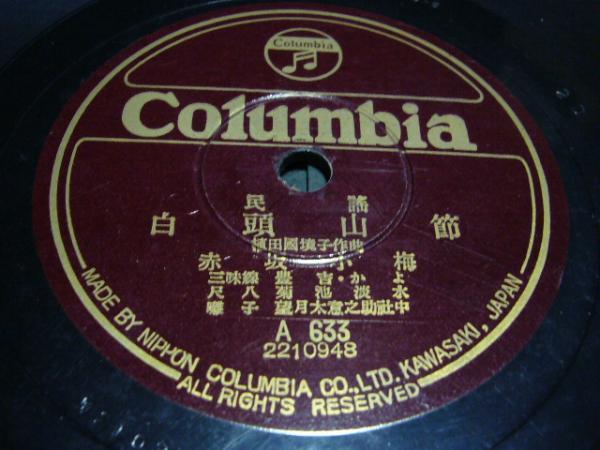 Columbia
Columbia
民謠
白頭山節
植田國境子作曲
赤坂小梅
三味線 豊吉・かよ
尺八 菊池淡水
囃子 望月太意之助社中
A 633
2210948
MADE BY NIPPON COLUMBIA CO., LTD. KAWASAKI, JAPAN
ALL RIGHTS RESERVED